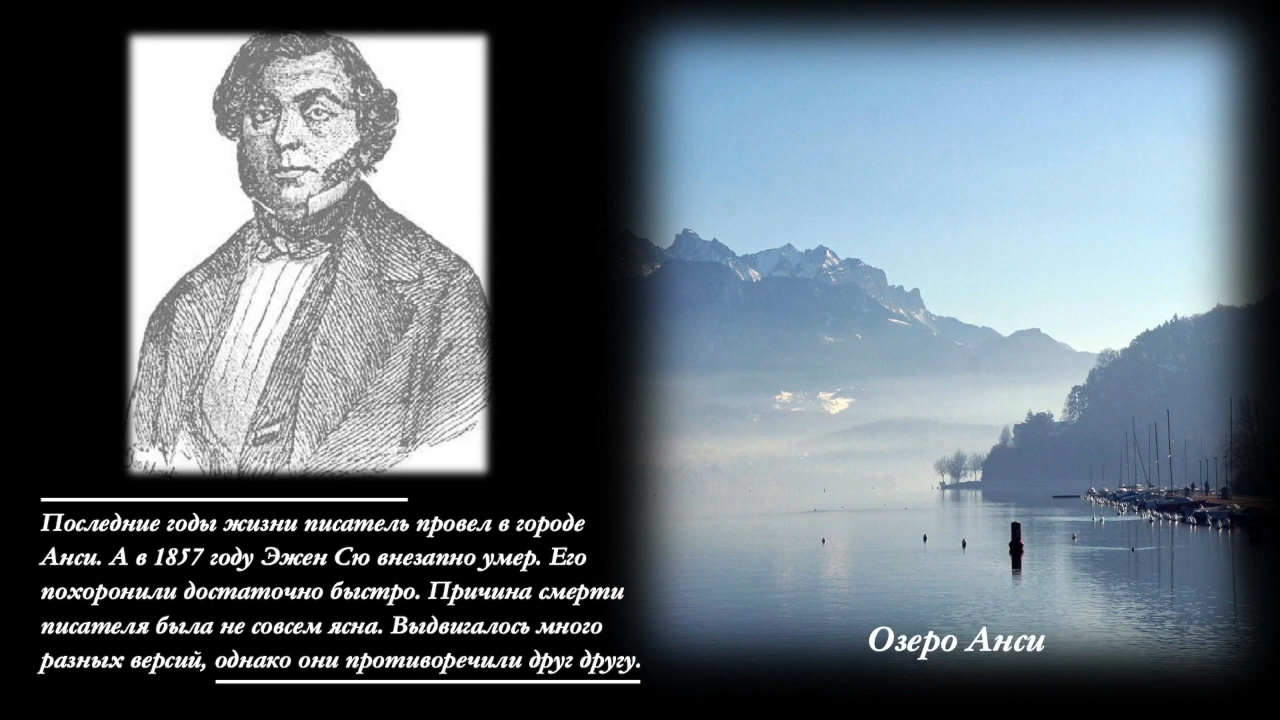 Последние годы жизни писатель провел в городе
Анси. А в 1857 году Эжен Сю внезапно умер. Его
похоронили достаточно быстро. Причина смерти
писателя была не совсем ясна. Выдвигалось много
разных версий, однако они противоречили друг другу.
Озеро Анси